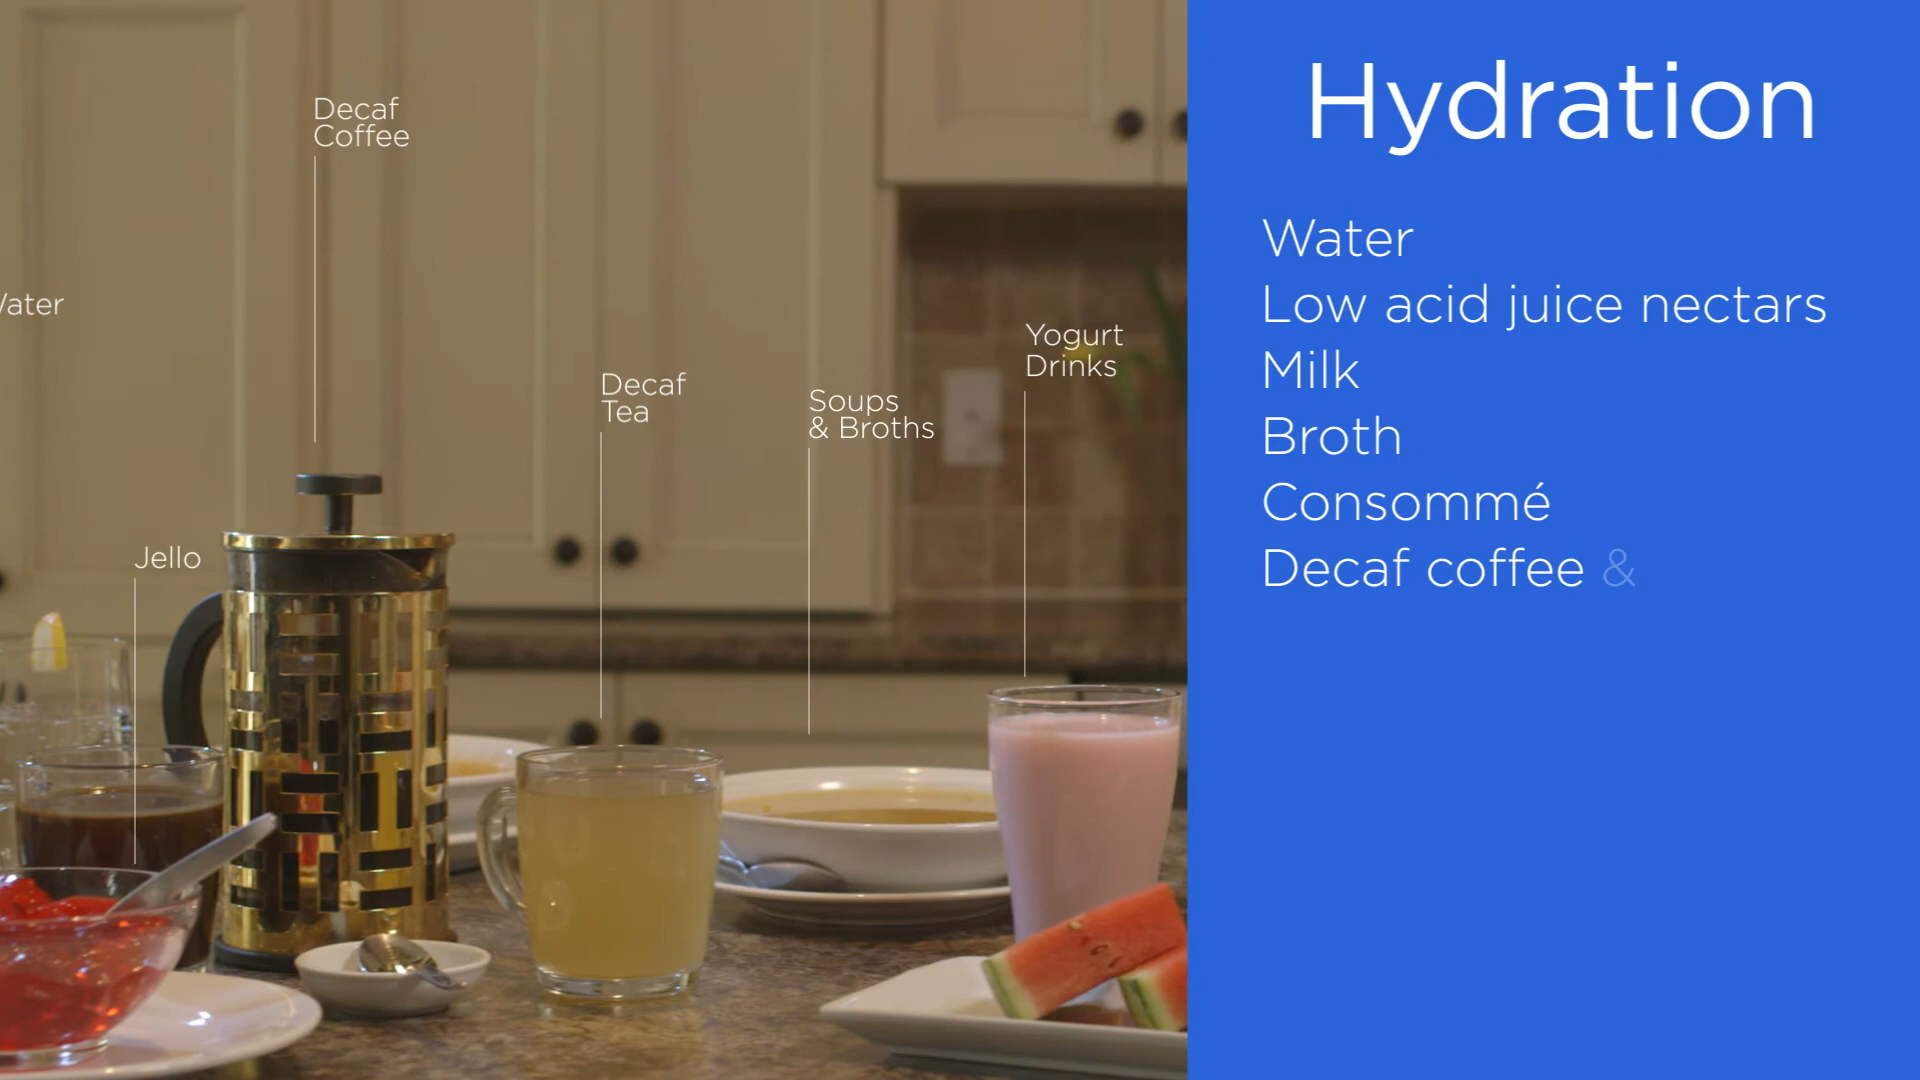 Decaf
Coffee
/ater
Jello
Decaf
Tea
Soups
& Broths
Yogurt
Drinks
Hydration
Water
Low acid juice nectars
Milk
Broth
Consommé
Decaf coffee &